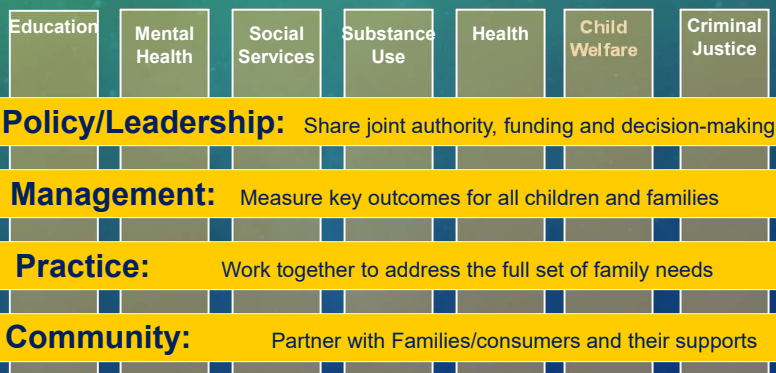 Education
Mental
Health
Social
Services
Substance
Use
Health
Child
Welfare
Criminal
Justice
Policy/Leadership: Share joint authority, funding and decision-making
Management: Measure key outcomes for all children and families
Practice: Work together to address the full set of family needs
Community: Partner with Families/consumers and their supports